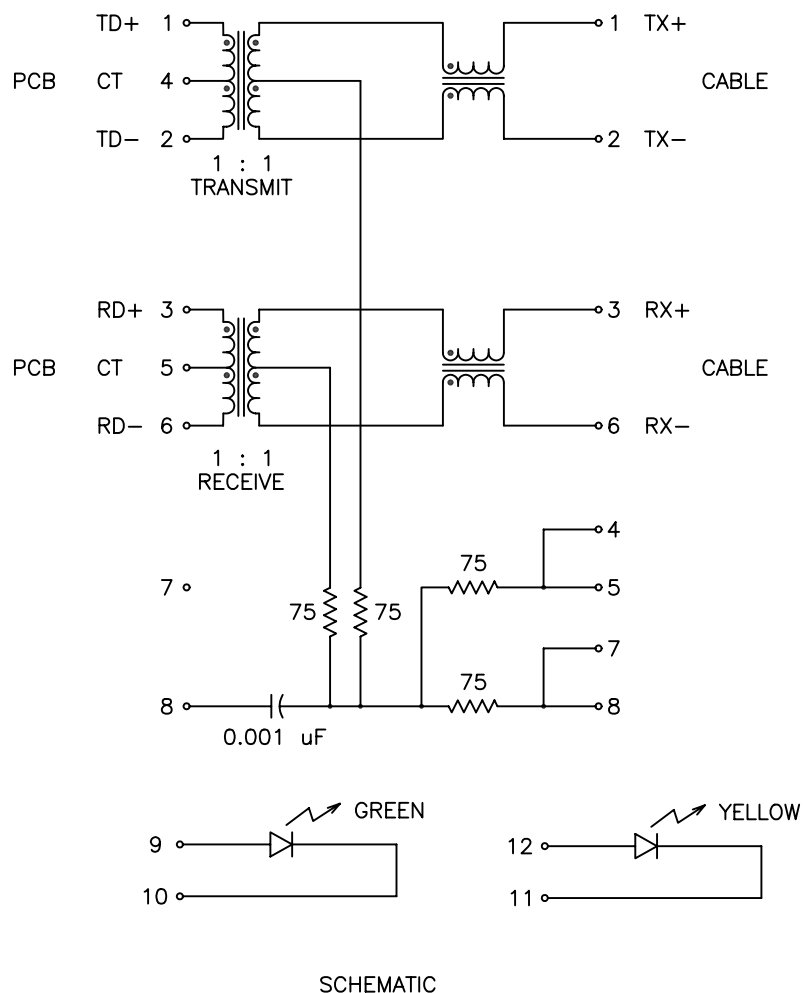 TD+ 1 1 TX+
PCB CT 4 CABLE
TD− 2 2 TX−
1 : 1
TRANSMIT
RD+ 3 3 RX+
PCB CT 5 CABLE
RD− 6 6 RX−
1 : 1
RECEIVE
4
75
7 5
75 75
7
75
8 8
0.001 uF
GREEN YELLOW
9 12
10 11
SCHEMATIC